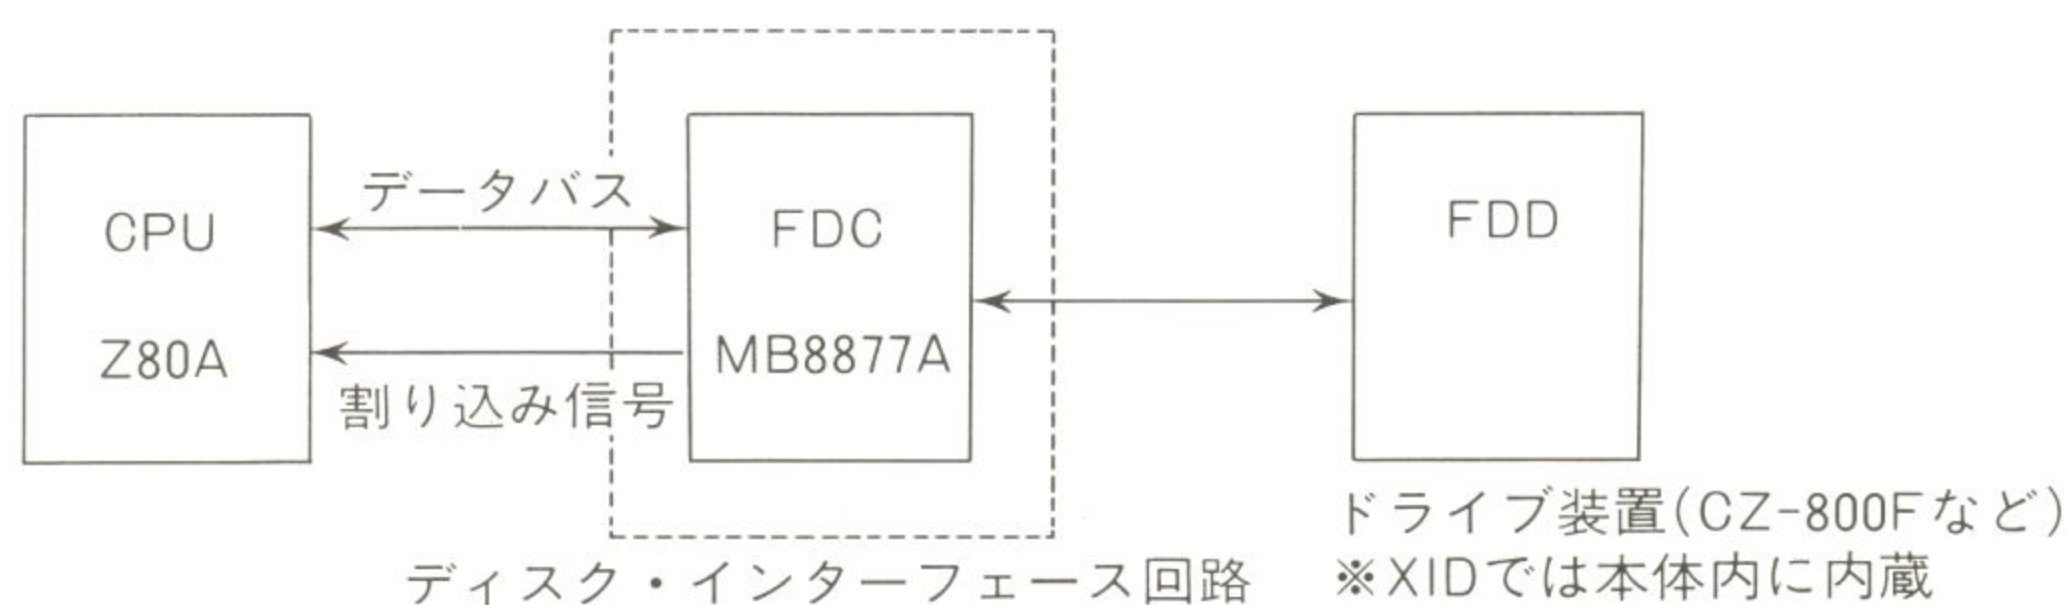 データバス
CPU
Z80A
割り込み信号
FDC
MB8877A
FDD
ディスク・インターフェース回路
ドライブ装置(CZ-800Fなど)
※XIDでは本体内に内蔵